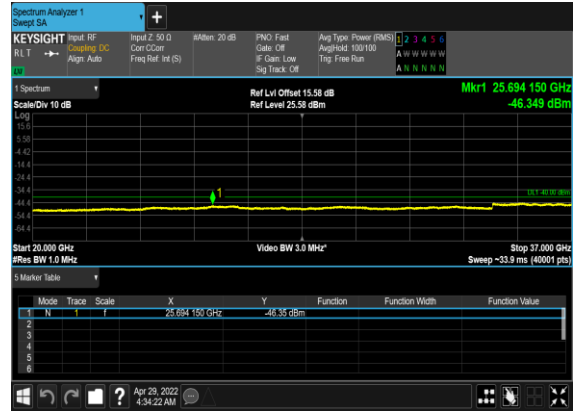 Spectrum Analyzer 1
Swept SA
KEYSIGHT Input: RF Input Z: 50 Ω #Atten: 20 dB PNO: Fast Avg Type: Power (RMS) 1 2 3 4 5 6
RLT Coupling: DC Corr CCorr Gate: Off Avg|Hold: 100/100 A W W W W W
Align: Auto Freq Ref: Int (S) IF Gain: Low Trig: Free Run
LW Sig Track: Off A N N N N N
1 Spectrum Ref Lvl Offset 15.58 dB Mkr1 25.694 150 GHz
Scale/Div 10 dB Ref Level 25.58 dBm -46.349 dBm
Log
15.6
5.58
-4.42
-14.4
-24.4
-34.4 1 DL1 -40.00 dBm
-44.4
-54.4
-64.4
Start 20.000 GHz Video BW 3.0 MHz* Stop 37.000 GHz
#Res BW 1.0 MHz Sweep ~33.9 ms (40001 pts)
5 Marker Table
Mode Trace Scale X Y Function Function Width Function Value
1 N 1 f 25.694 150 GHz -46.35 dBm
2
3
4
5
6
? Apr 29, 2022
4:34:22 AM